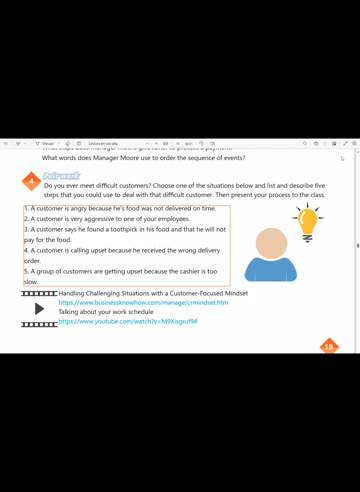 What words does Manager Moore use to order the sequence of events?
4
Pair work
Do you ever meet difficult customers? Choose one of the situations below and list and describe five
steps that you could use to deal with that difficult customer. Then present your process to the class.
1. A customer is angry because he's food was not delivered on time.
2. A customer is very aggressive to one of your employees.
3. A customer says he found a toothpick in his food and that he will not
pay for the food.
4. A customer is calling upset because he received the wrong delivery
order.
5. A group of customers are getting upset because the cashier is too
slow.
Handling Challenging Situations with a Customer-Focused Mindset
https://www.businessknowhow.com/manage/crmindset.htm
Talking about your work schedule
https://www.youtube.com/watch?v=M9Xisgruf94
19